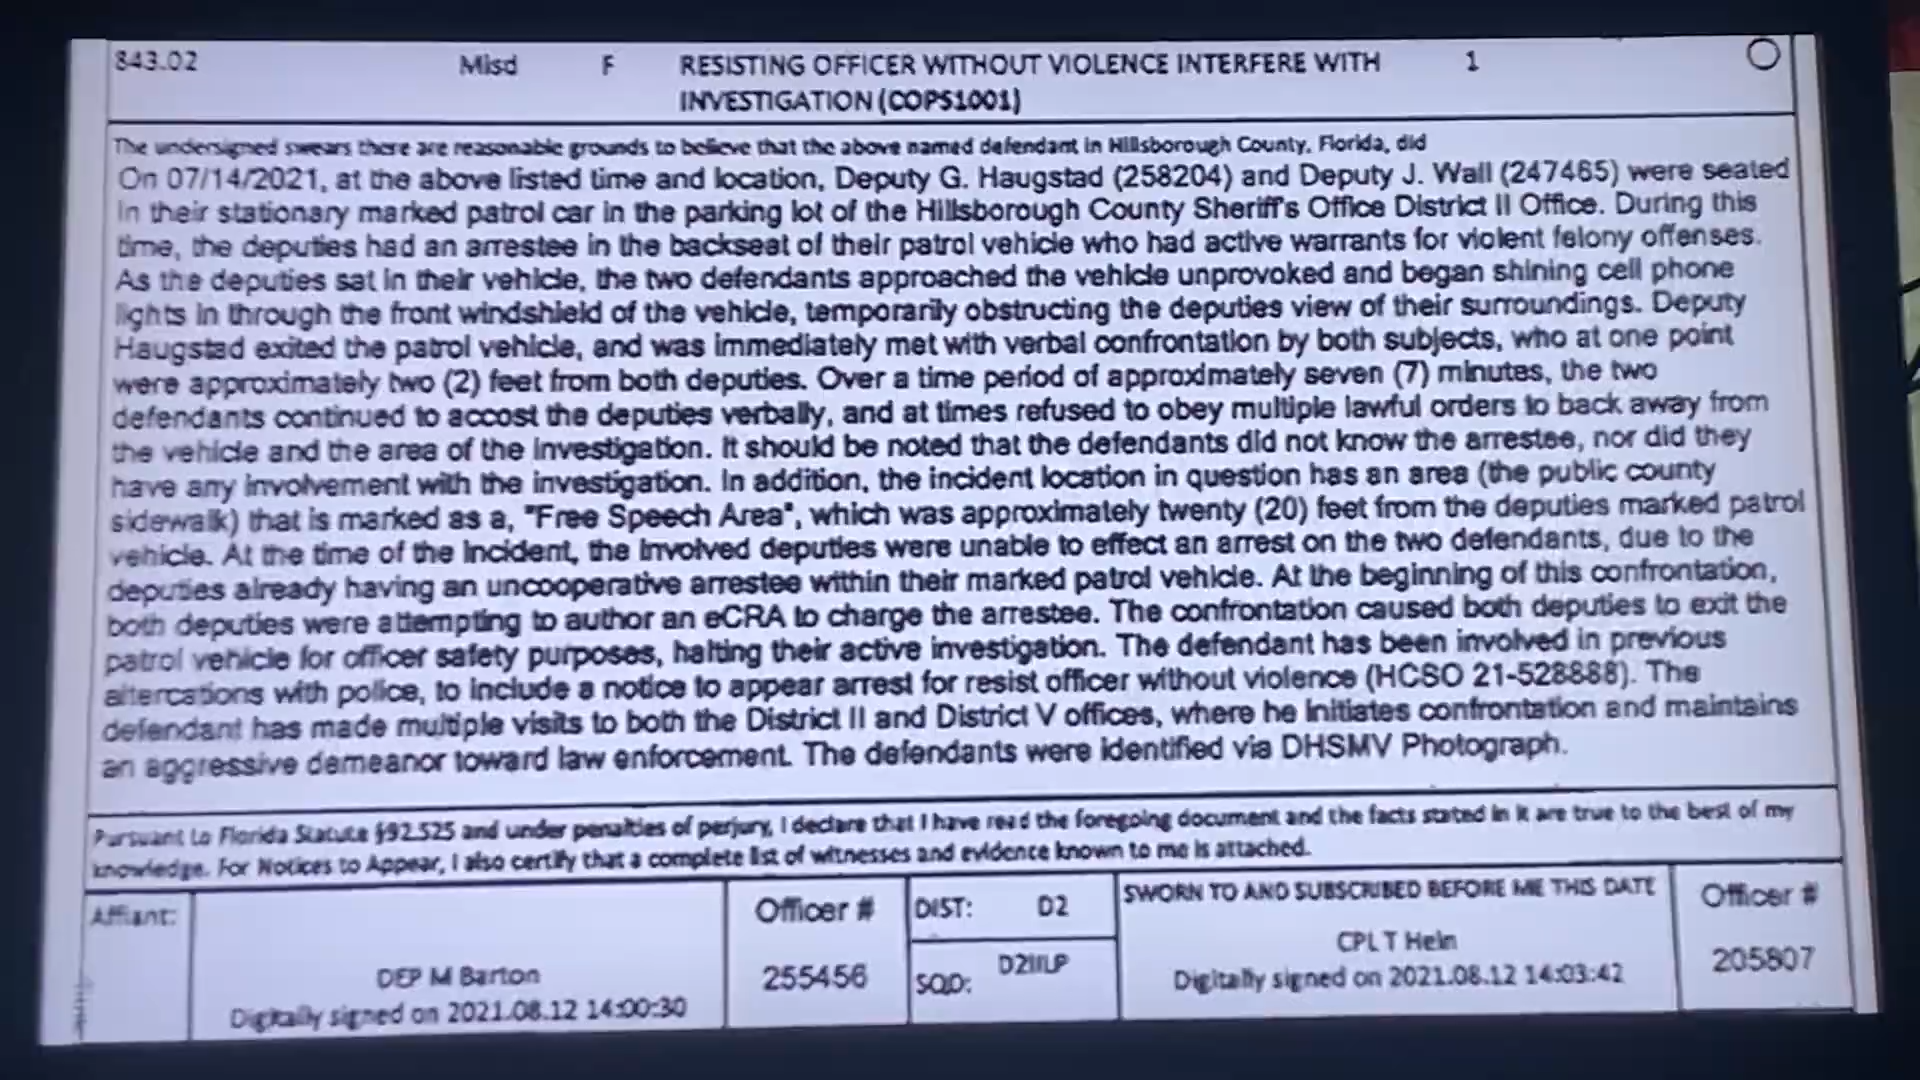 843.02 Misd F RESISTING OFFICER WITHOUT VIOLENCE INTERFERE WITH 1
INVESTIGATION (COPS1001)
The undersigned swears there are reasonable grounds to believe that the above named defendant in Hillsborough County, Florida, did
On 07/14/2021, at the above listed time and location, Deputy G. Haugstad (258204) and Deputy J. Wall (247465) were seated
in their stationary marked patrol car in the parking lot of the Hillsborough County Sheriff's Office District II Office. During this
time, the deputies had an arrestee in the backseat of their patrol vehicle who had active warrants for violent felony offenses.
As the deputies sat in their vehicle, the two defendants approached the vehicle unprovoked and began shining cell phone
lights in through the front windshield of the vehicle, temporarily obstructing the deputies view of their surroundings. Deputy
Haugstad exited the patrol vehicle, and was immediately met with verbal confrontation by both subjects, who at one point
were approximately two (2) feet from both deputies. Over a time period of approximately seven (7) minutes, the two
defendants continued to accost the deputies verbally, and at times refused to obey multiple lawful orders to back away from
the vehicle and the area of the investigation. It should be noted that the defendants did not know the arrestee, nor did they
have any involvement with the investigation. In addition, the incident location in question has an area (the public county
sidewalk) that is marked as a, "Free Speech Area", which was approximately twenty (20) feet from the deputies marked patrol
vehicle. At the time of the incident, the involved deputies were unable to effect an arrest on the two defendants, due to the
deputies already having an uncooperative arrestee within their marked patrol vehicle. At the beginning of this confrontation,
both deputies were attempting to author an eCRA to charge the arrestee. The confrontation caused both deputies to exit the
patrol vehicle for officer safety purposes, halting their active investigation. The defendant has been involved in previous
altercations with police, to include a notice to appear arrest for resist officer without violence (HCSO 21-528888). The
defendant has made multiple visits to both the District II and District V offices, where he initiates confrontation and maintains
an aggressive demeanor toward law enforcement. The defendants were identified via DHSMV Photograph.
Pursuant to Florida Statute §92.525 and under penalties of perjury, I declare that I have read the foregoing document and the facts stated in it are true to the best of my
knowledge. For Notices to Appear, I also certify that a complete list of witnesses and evidence known to me is attached.
Affiant:
DEP M Barton
Digitally signed on 2021.08.12 14:00:30
Officer #
255456
DIST: D2
SQD:
SWORN TO AND SUBSCRIBED BEFORE ME THIS DATE
CPL T Hein
Digitally signed on 2021.08.12 14:03:42
Officer #
205807